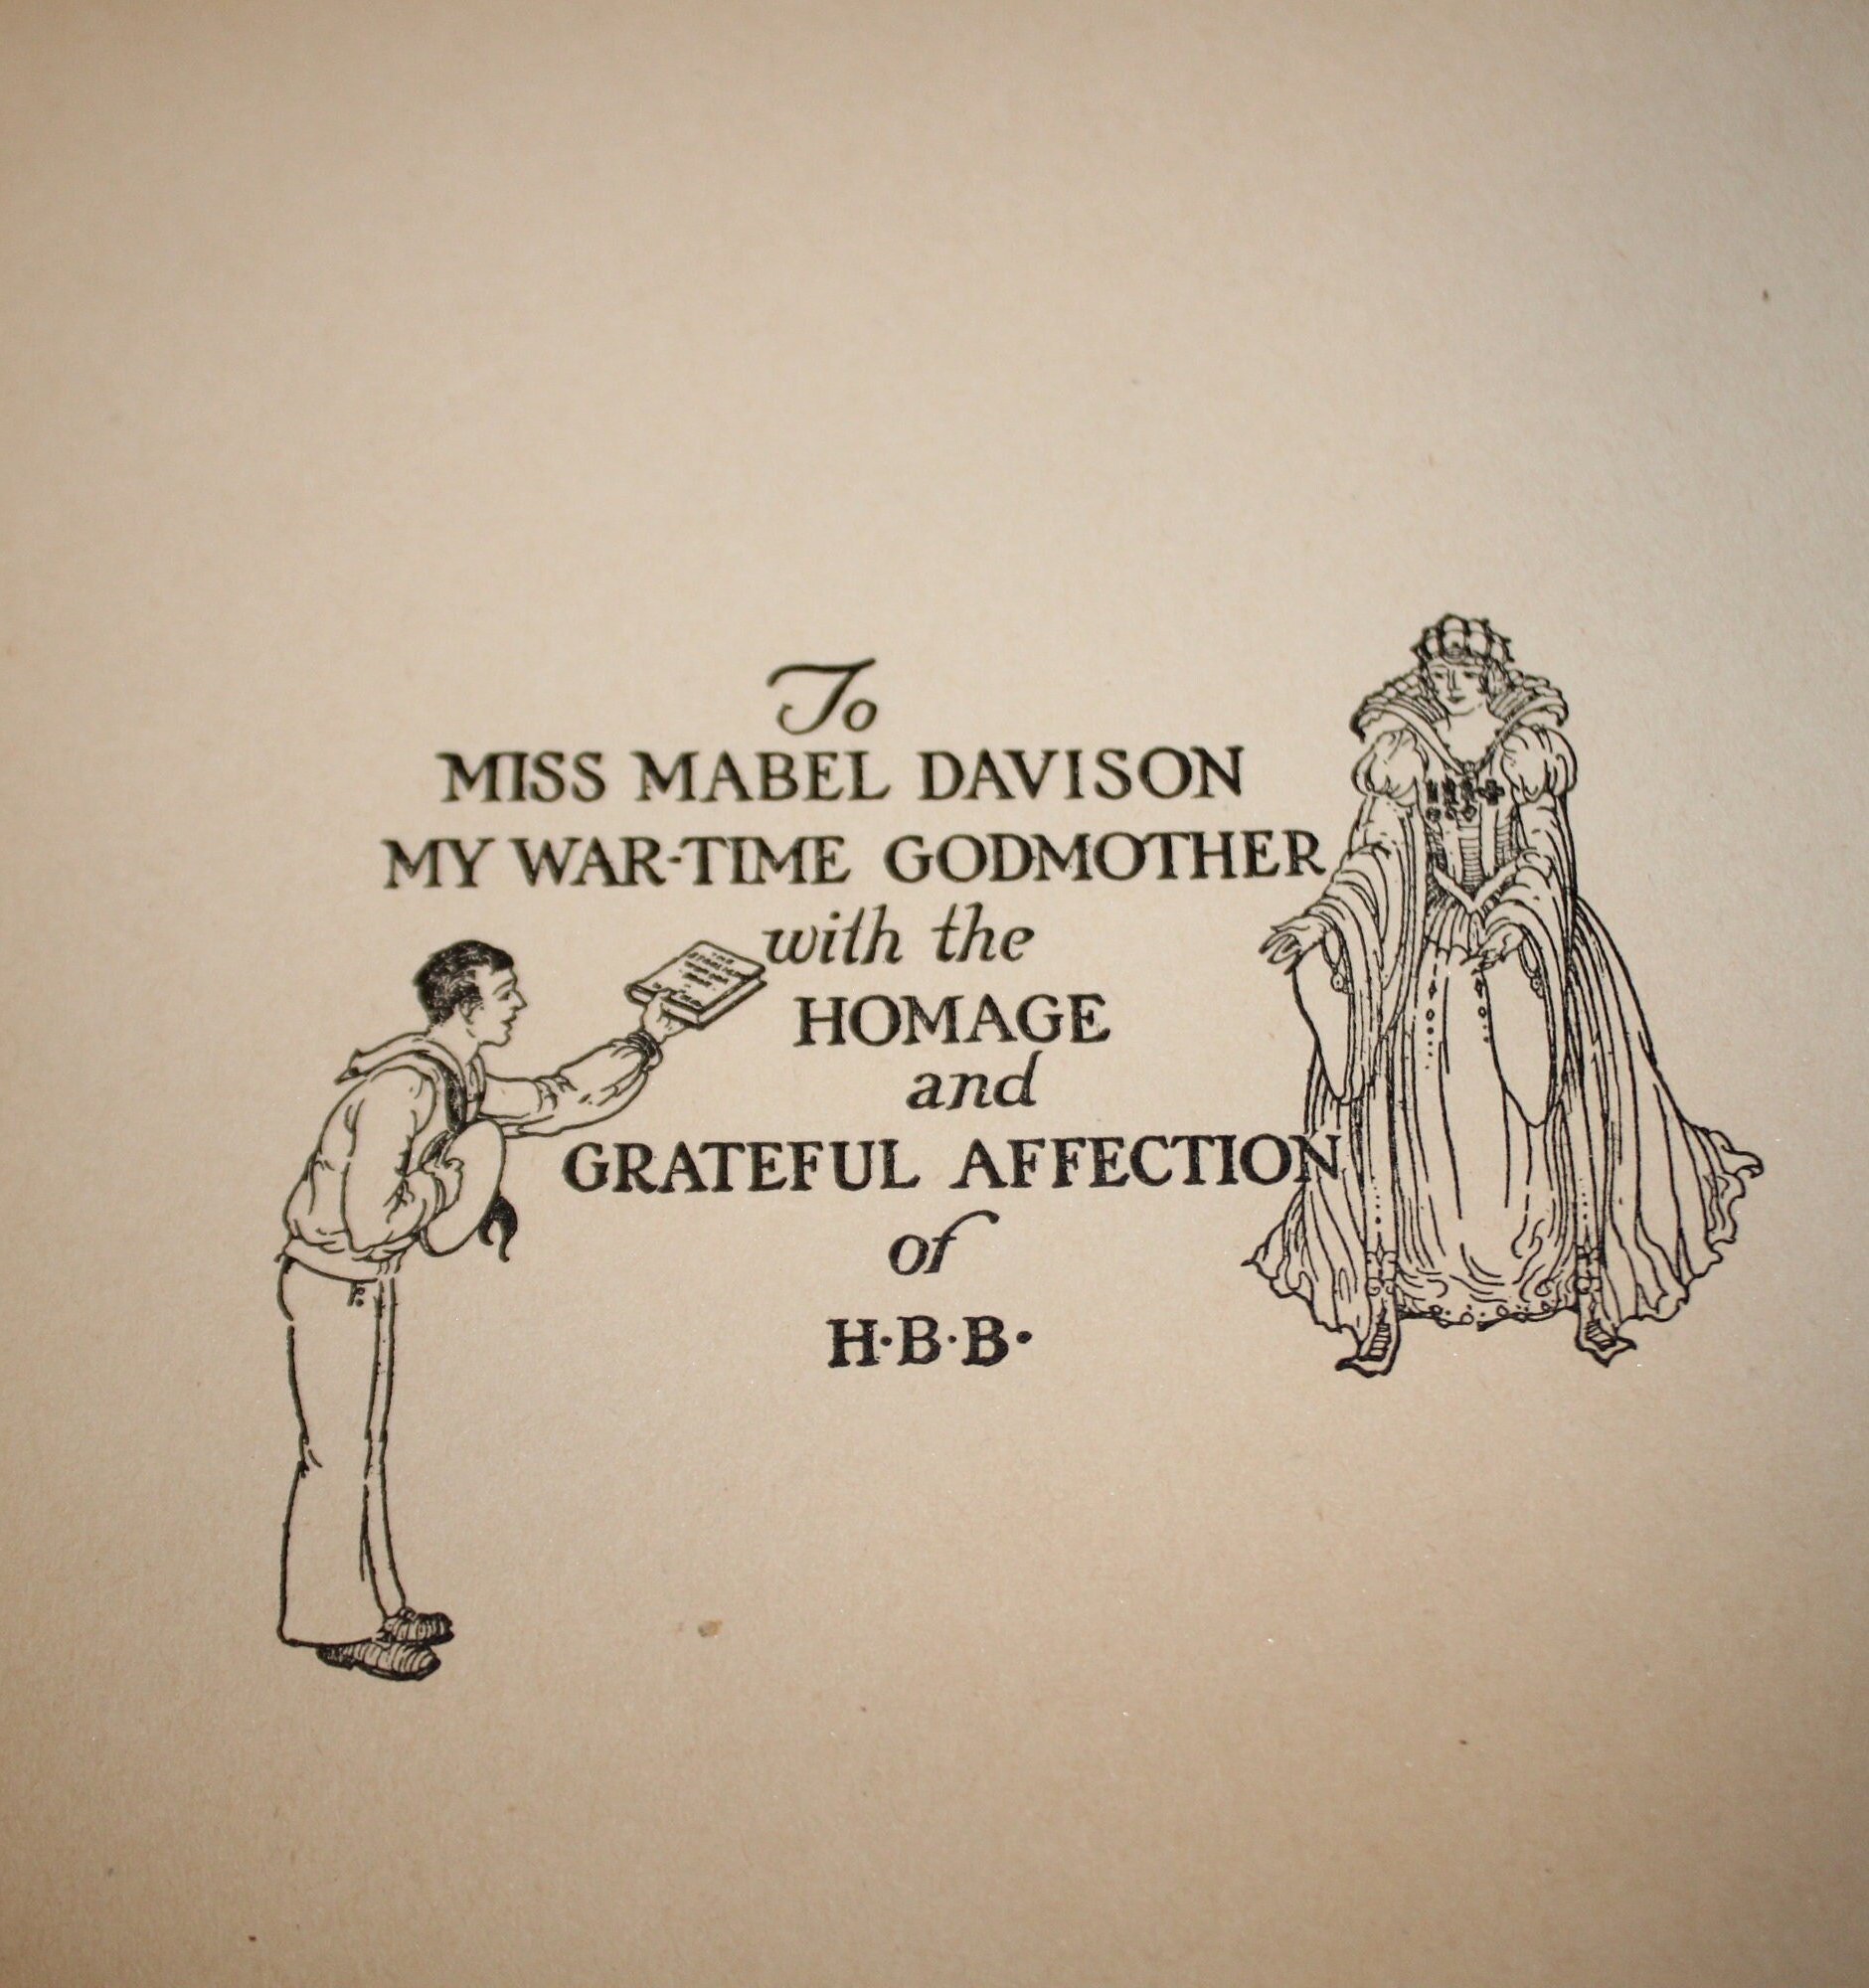 To
MISS MABEL DAVISON
MY WAR-TIME GODMOTHER
with the
HOMAGE
and
GRATEFUL AFFECTION
of
H·B·B·